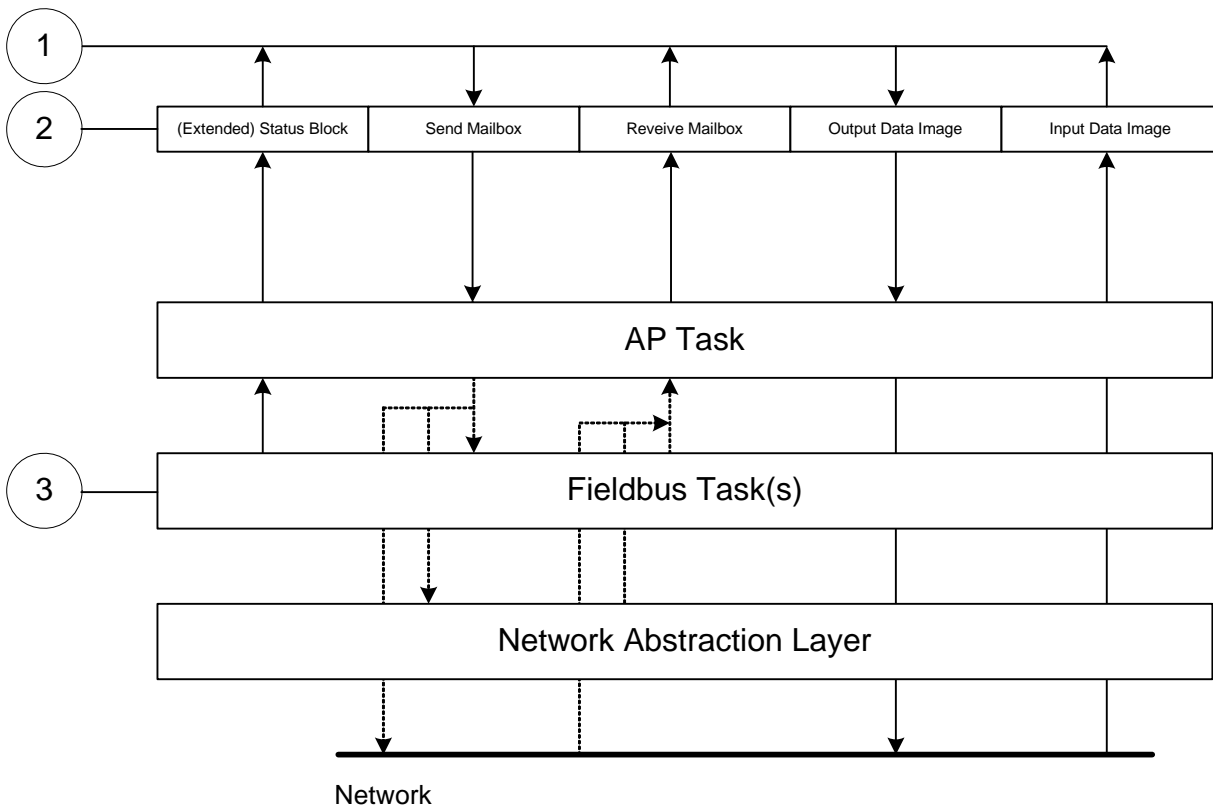 1
2
(Extended) Status Block
Send Mailbox
Reveive Mailbox
Output Data Image
Input Data Image
AP Task
3
Fieldbus Task(s)
Network Abstraction Layer
Network